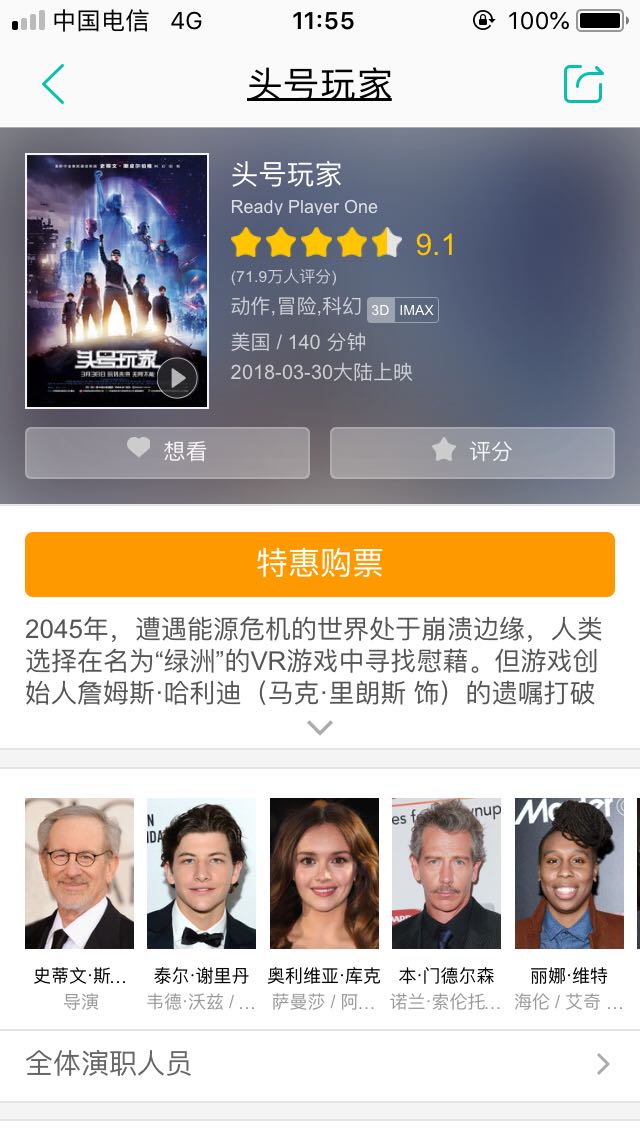 中国电信 4G 11:55 100%
头号玩家
头号玩家
Ready Player One
9.1
(71.9万人评分)
动作,冒险,科幻 3D IMAX
美国 / 140 分钟
2018-03-30大陆上映
头号玩家
想看
评分
特惠购票
2045年，遭遇能源危机的世界处于崩溃边缘，人类
选择在名为“绿洲”的VR游戏中寻找慰藉。但游戏创
始人詹姆斯·哈利迪（马克·里朗斯 饰）的遗嘱打破
史蒂文·斯... 泰尔·谢里丹 奥利维亚·库克 本·门德尔森 丽娜·维特
导演 韦德·沃兹 / ... 萨曼莎 / 阿... 诺兰·索伦托... 海伦 / 艾奇 ...
全体演职人员